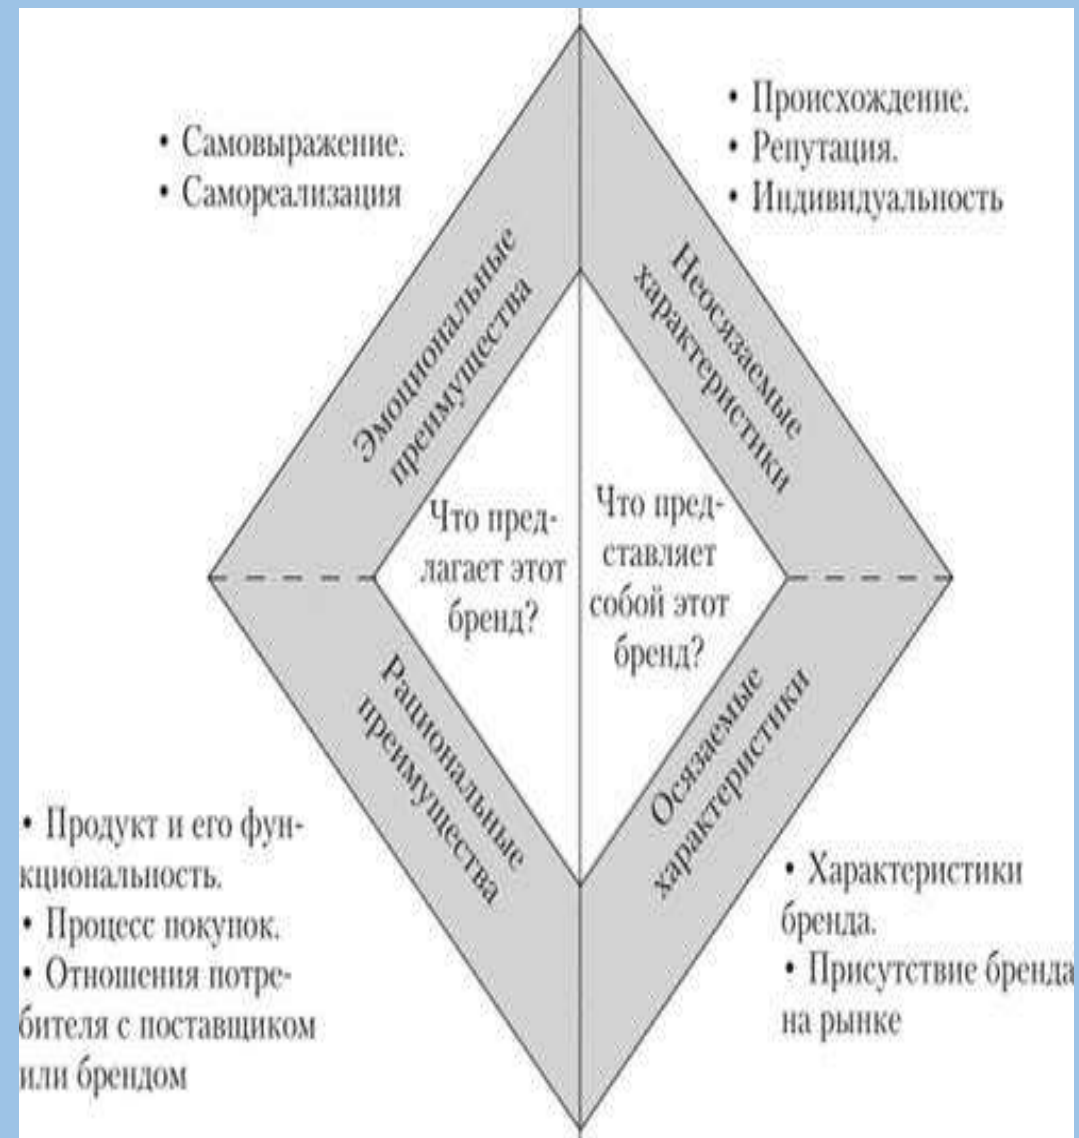 • Самовыражение.
• Самореализация
• Происхождение.
• Репутация.
• Индивидуальность
Эмоциональные
преимущества
Неосязаемые
характеристики
Что пред-
лагает этот
бренд?
Что пред-
ставляет
собой этот
бренд?
Рациональные
преимущества
Осязаемые
характеристики
• Продукт и его фун-
кциональность.
• Процесс покупок.
• Отношения потре-
бителя с поставщиком
или брендом
• Характеристики
бренда.
• Присутствие бренда
на рынке